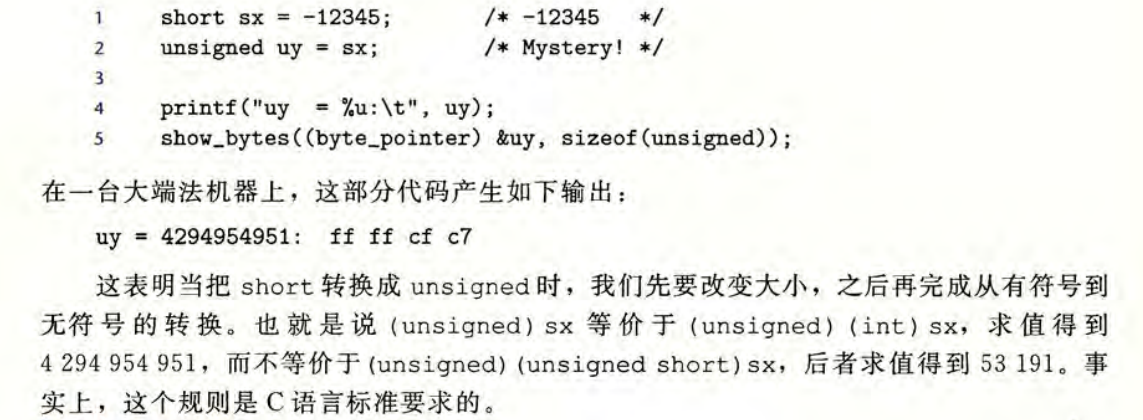 1 short sx = -12345; /* -12345 */
2 unsigned uy = sx; /* Mystery! */
3
4 printf("uy = %u:\t", uy);
5 show_bytes((byte_pointer) &uy, sizeof(unsigned));
在一台大端法机器上，这部分代码产生如下输出：
uy = 4294954951: ff ff cf c7
这表明当把 short 转换成 unsigned 时，我们先要改变大小，之后再完成从有符号到
无符号的转换。也就是说 (unsigned) sx 等价于 (unsigned) (int) sx，求值得到
4 294 954 951，而不等价于 (unsigned) (unsigned short) sx，后者求值得到 53 191。事
实上，这个规则是 C 语言标准要求的。